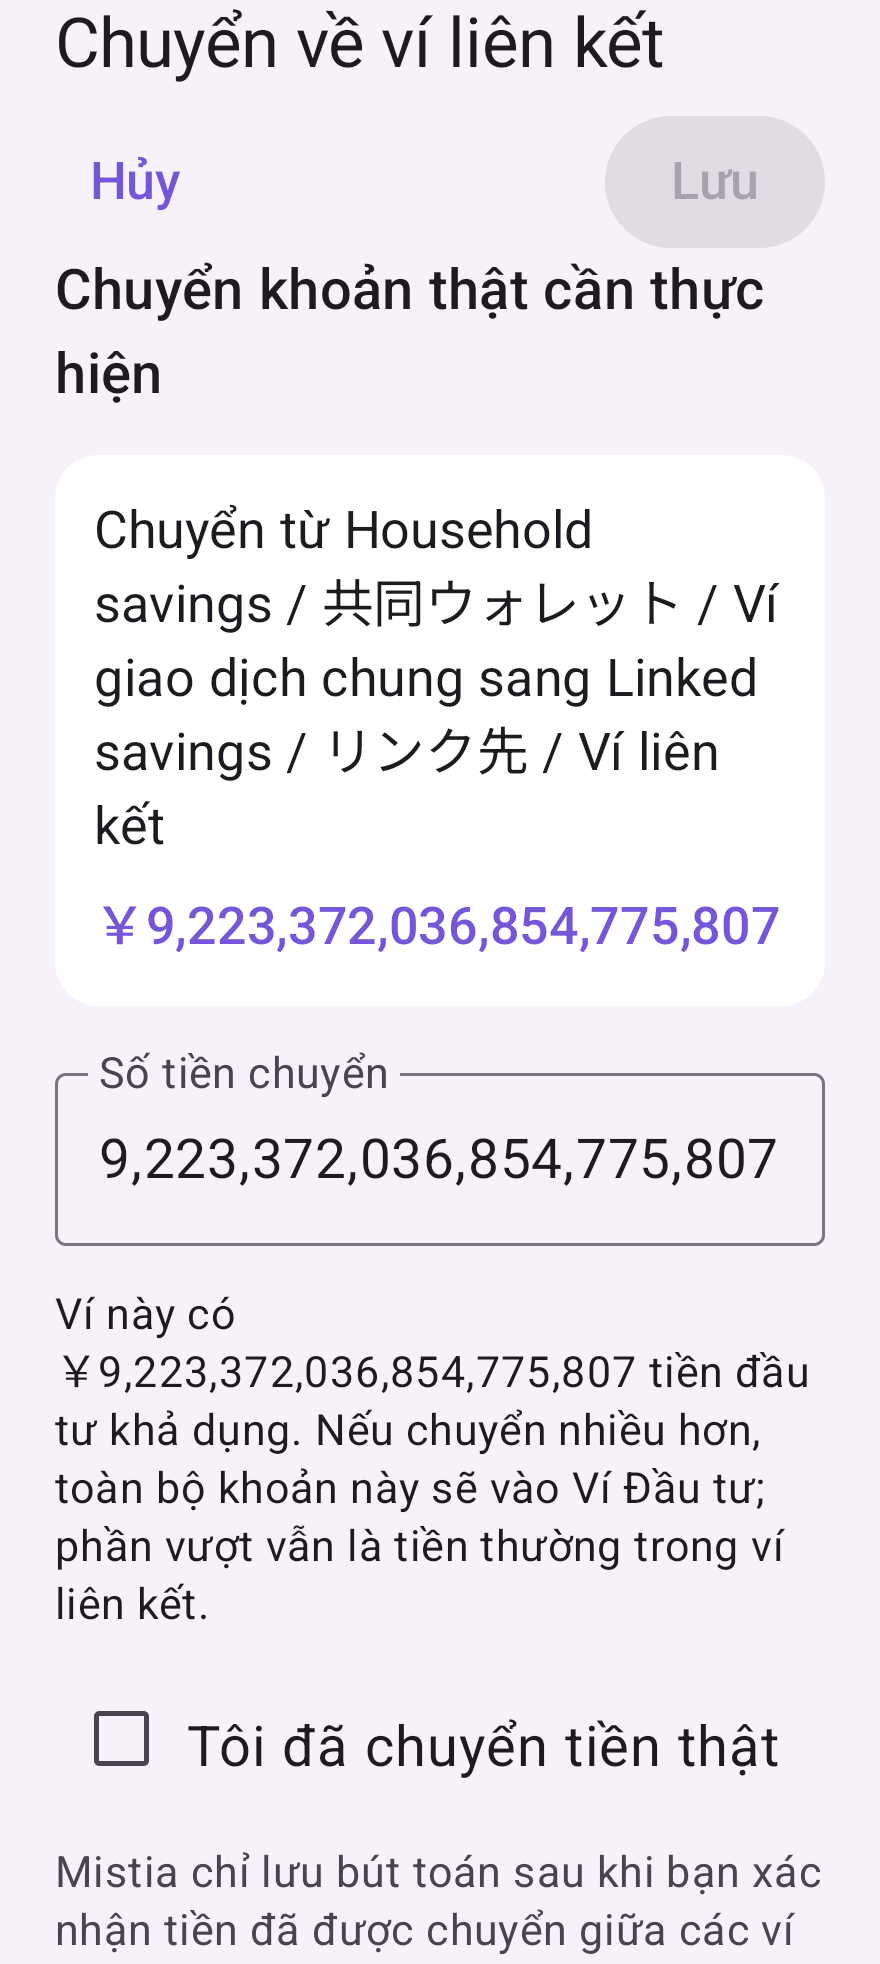 Chuyển về ví liên kết
Hủy
Lưu
Chuyển khoản thật cần thực
hiện
Chuyển từ Household
savings / 共同ウォレット / Ví
giao dịch chung sang Linked
savings / リンク先 / Ví liên
kết
￥9,223,372,036,854,775,807
Số tiền chuyển
9,223,372,036,854,775,807
Ví này có
￥9,223,372,036,854,775,807 tiền đầu
tư khả dụng. Nếu chuyển nhiều hơn,
toàn bộ khoản này sẽ vào Ví Đầu tư;
phần vượt vẫn là tiền thường trong ví
liên kết.
Tôi đã chuyển tiền thật
Mistia chỉ lưu bút toán sau khi bạn xác
nhận tiền đã được chuyển giữa các ví